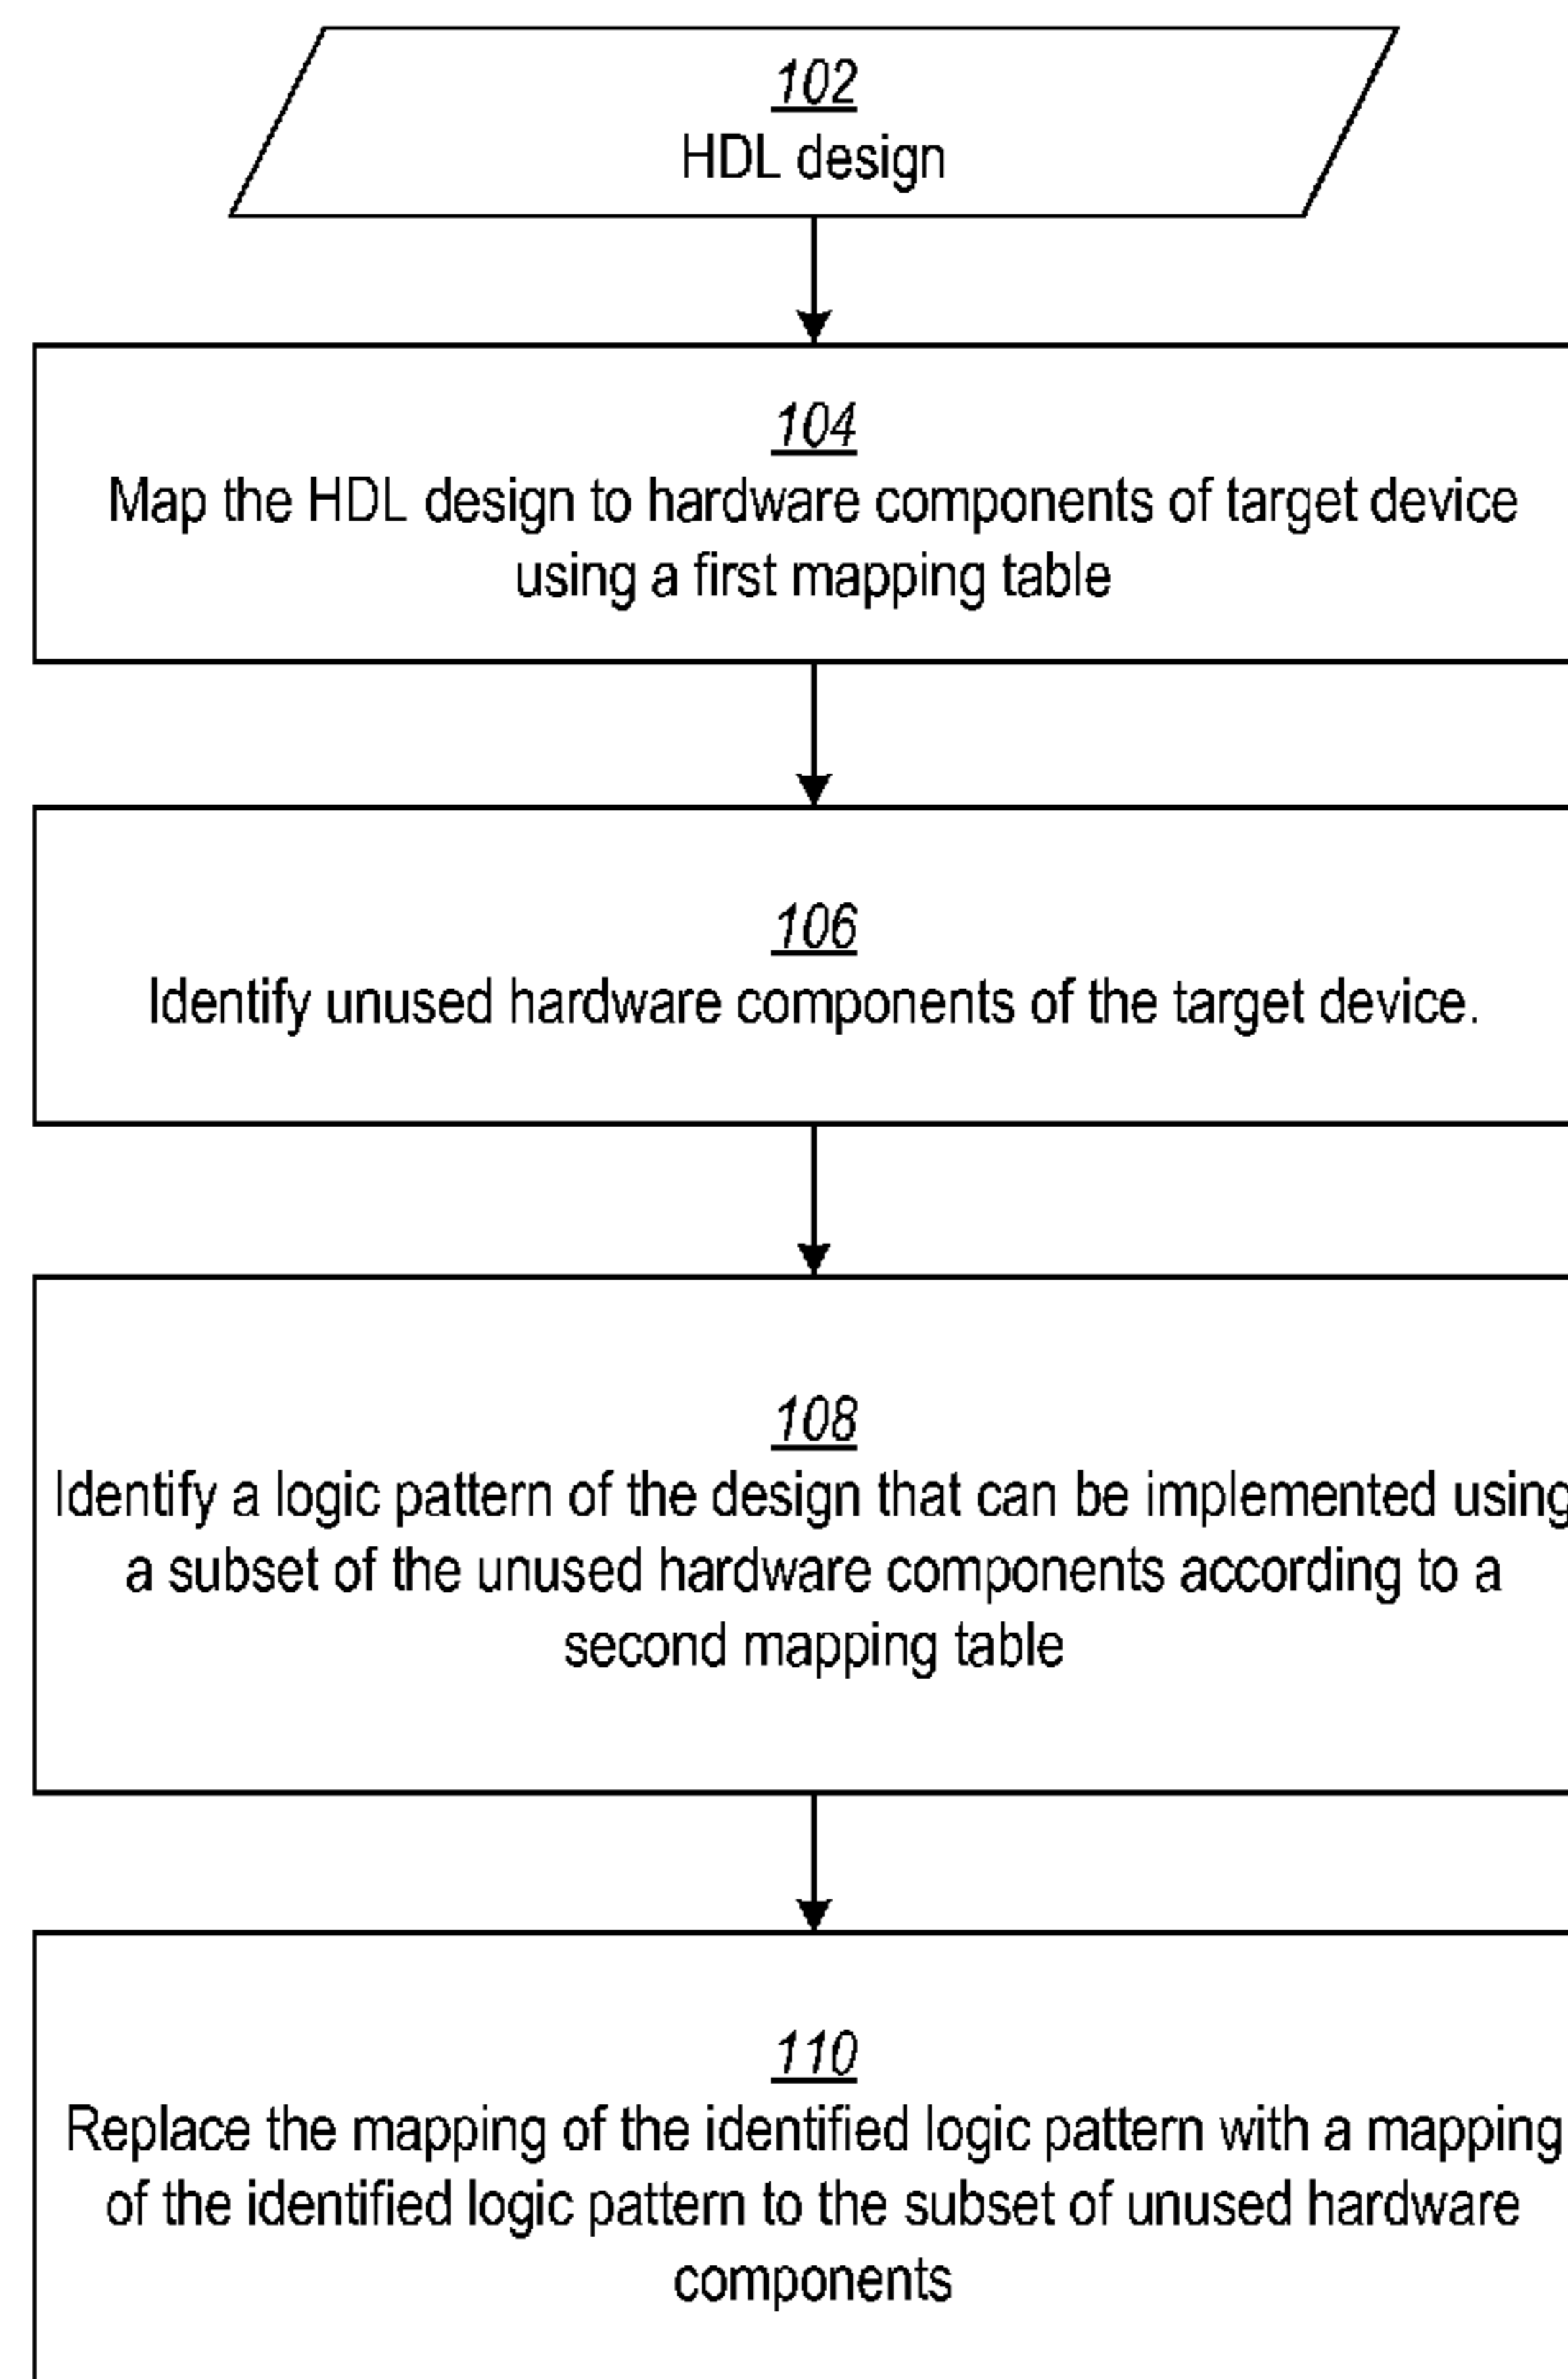 102
HDL design
104
Map the HDL design to hardware components of target device
using a first mapping table
106
Identify unused hardware components of the target device.
108
Identify a logic pattern of the design that can be implemented using
a subset of the unused hardware components according to a
second mapping table
110
Replace the mapping of the identified logic pattern with a mapping
of the identified logic pattern to the subset of unused hardware
components